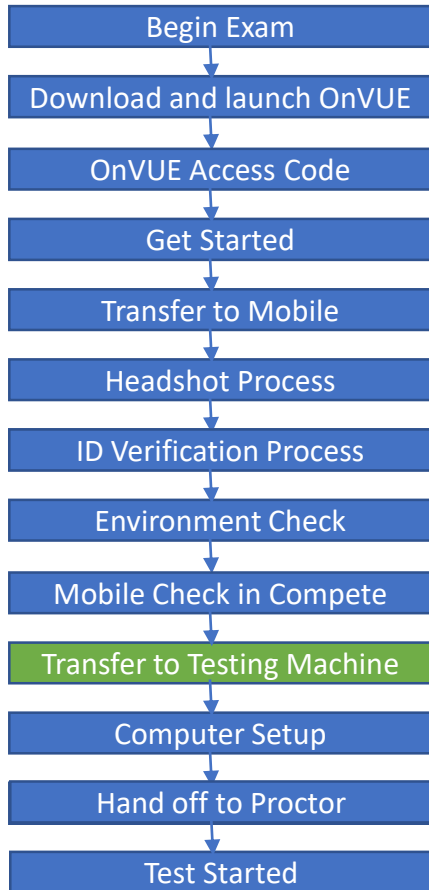 Begin Exam
Download and launch OnVUE
OnVUE Access Code
Get Started
Transfer to Mobile
Headshot Process
ID Verification Process
Environment Check
Mobile Check in Compete
Transfer to Testing Machine
Computer Setup
Hand off to Proctor
Test Started